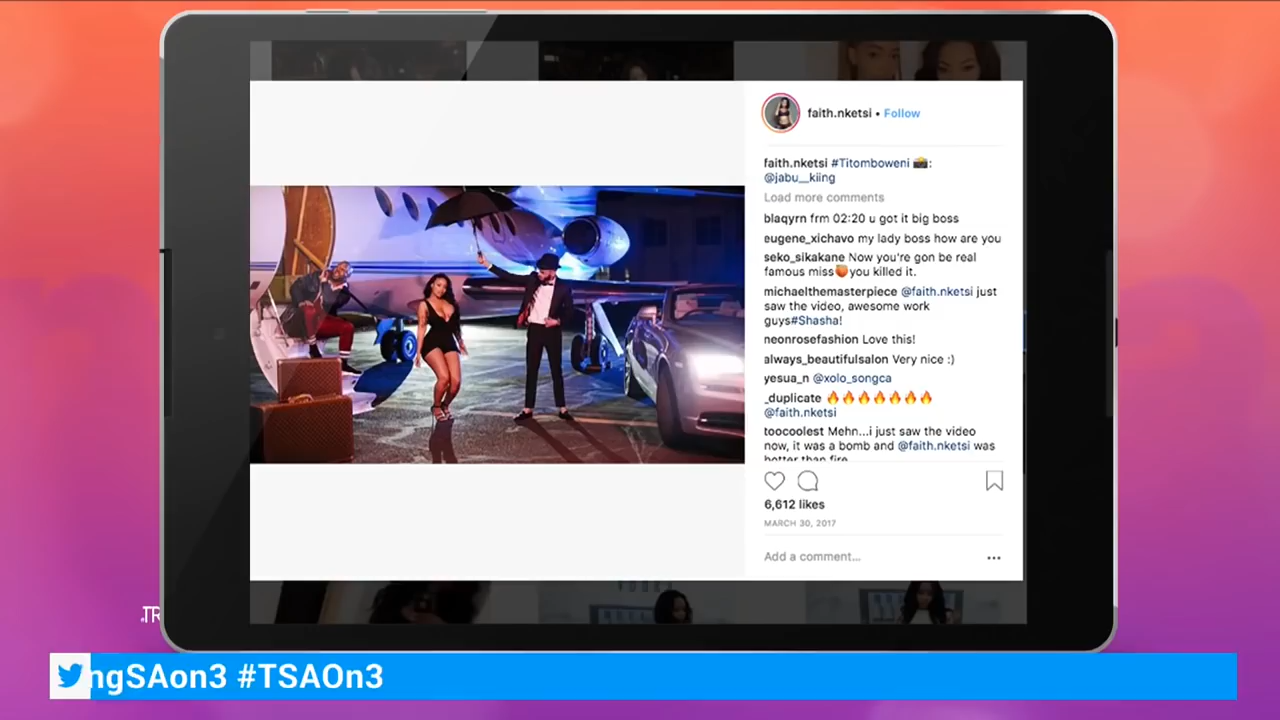 faith.nketsi • Follow
faith.nketsi #Titomboweni 📸:
@jabu__kiing
Load more comments
blaqyrn frm 02:20 u got it big boss
eugene_xichavo my lady boss how are you
seko_sikakane Now you're gon be real
famous miss🍑you killed it.
michaelthemasterpiece @faith.nketsi just
saw the video, awesome work
guys#Shasha!
neonrosefashion Love this!
always_beautifulsalon Very nice :)
yesua_n @xolo_songca
_duplicate 🔥🔥🔥🔥🔥🔥🔥
@faith.nketsi
toocoolest Mehn...i just saw the video
now, it was a bomb and @faith.nketsi was
hotter than fire
6,612 likes
MARCH 30, 2017
Add a comment...
.TR
ngSAon3 #TSAOn3